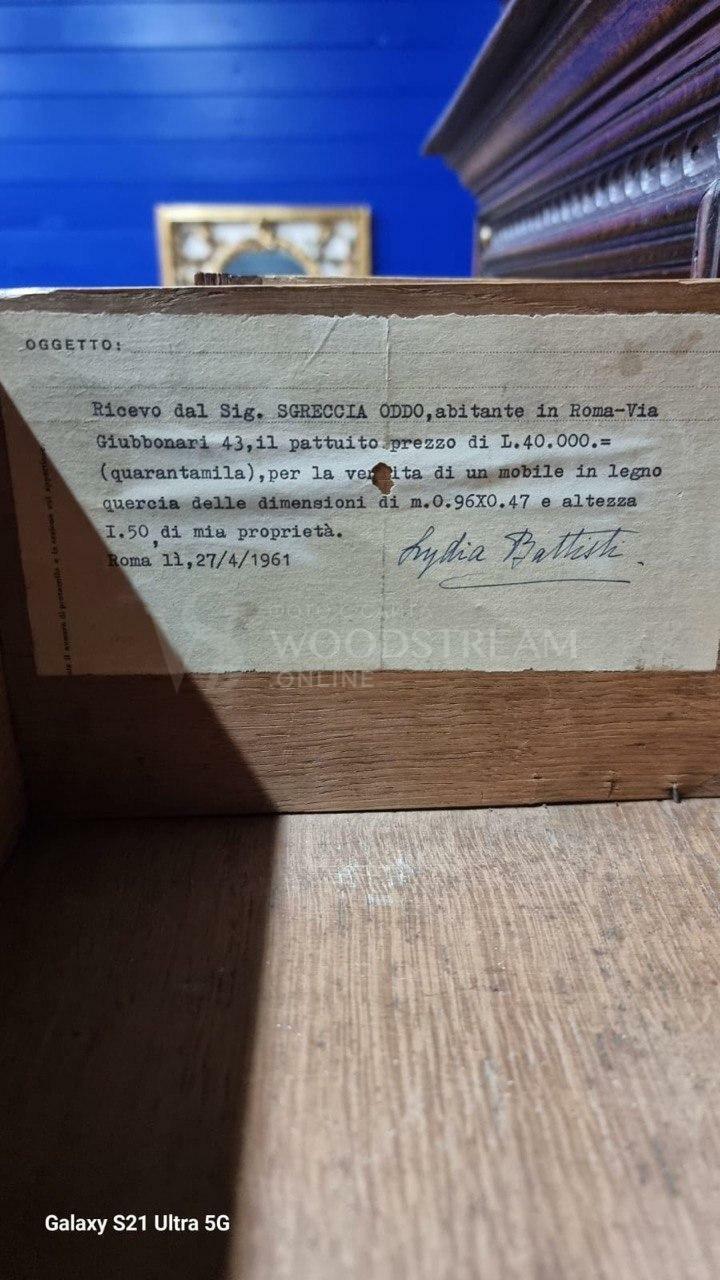 OGGETTO:
Ricevo dal Sig. SGRECCIA ODDO,abitante in Roma-Via
Giubbonari 43,il pattuito prezzo di L.40.000.=
(quarantamila),per la ven ita di un mobile in legno
quercia delle dimensioni di m.0.96X0.47 e altezza
I.50,di mia proprietà.
Roma lì,27/4/1961
Lydia Battisti.
WOODSTREAM
.ONLINE
Galaxy S21 Ultra 5G